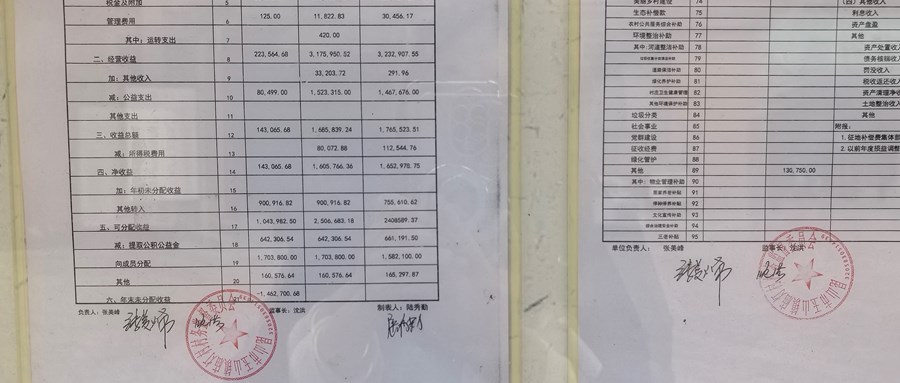 税金及附加 5
管理费用 6 125.00 11,822.83 30,456.17
其中：运转支出 7 420.00
二、经营收益 8 223,564.68 3,175,950.52 3,232,907.55
加：其他收入 9 33,203.72 291.96
减：公益支出 10 80,499.00 1,523,315.00 1,467,676.00
其他支出 11
三、收益总额 12 143,065.68 1,685,839.24 1,765,523.51
减：所得税费用 13 80,072.88 112,544.76
四、净收益 14 143,065.68 1,605,766.36 1,652,978.75
加：年初未分配收益 15
其他转入 16 900,916.82 900,916.82 755,610.62
五、可分配收益 17 1,043,982.50 2,506,683.18 2408589.37
减：提取公积公益金 18 642,306.54 642,306.54 661,191.50
向成员分配 19 1,703,800.00 1,703,800.00 1,582,100.00
其他 20 160,576.64 160,576.64 165,297.87
六、年末未分配收益 -1,462,700.68
负责人：张美峰 监事长：沈洪 制表人：陆秀勤
美丽乡村建设 74
生态补偿款 75
农村公共服务综合补助 76
环境整治补助 77
其中:河道整洁补助 78
79
道路保洁补助 80
绿化养护补助 81
村庄卫生健康管理 82
其他环境保护补助 83
垃圾分类 84
社会事业 85
党群建设 86
征收经费 87
绿化管护 88
其他 89 130,750.00
其中：物业管理补助 90
居家养老补贴 91
92
文化宣传补助 93
94
三老补贴 95
(四）其他收入
利息收入
资产盘盈
其他
资产处置收
债务核销收
罚没收入
税收返还收
资产清理净收
土地整治收入
附报：
1. 征地补偿费集体部
2. 以前年度损益调整
单位负责人： 张美峰 监事长：沈洪